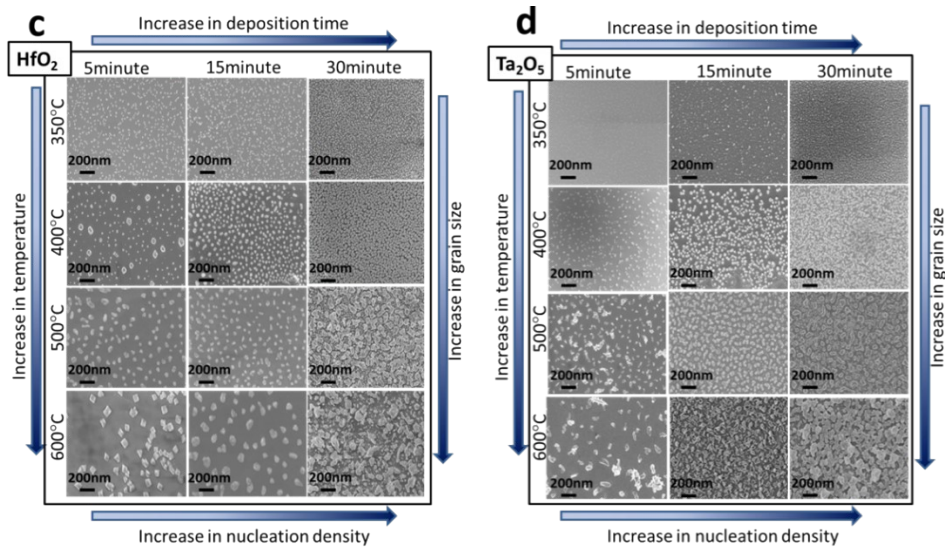 c
Increase in deposition time
HfO₂
5minute 15minute 30minute
Increase in temperature
350°C
200nm 200nm 200nm
400°C
200nm 200nm 200nm
500°C
200nm 200nm 200nm
600°C
200nm 200nm 200nm
Increase in grain size
Increase in nucleation density
d
Increase in deposition time
Ta₂O₅
5minute 15minute 30minute
Increase in temperature
350°C
200nm 200nm 200nm
400°C
200nm 200nm 200nm
500°C
200nm 200nm 200nm
600°C
200nm 200nm 200nm
Increase in grain size
Increase in nucleation density